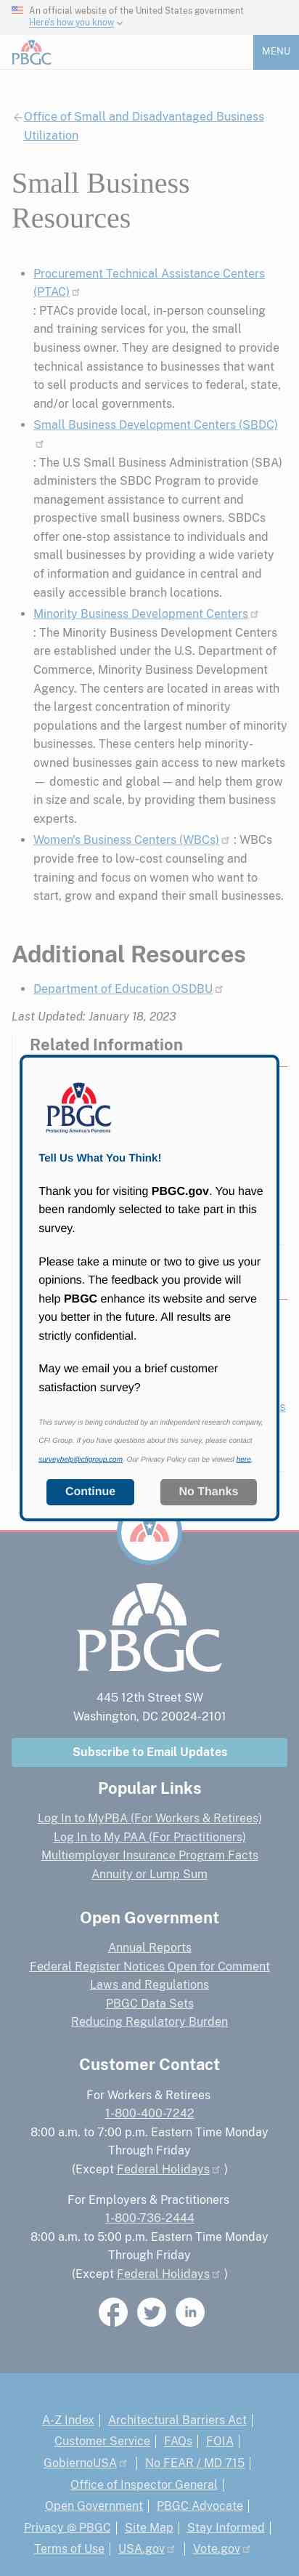 An official website of the United States government
Here's how you know
PBGC
MENU
Office of Small and Disadvantaged Business
Utilization
Small Business
Resources
Procurement Technical Assistance Centers
(PTAC)
: PTACs provide local, in-person counseling
and training services for you, the small
business owner. They are designed to provide
technical assistance to businesses that want
to sell products and services to federal, state,
and/or local governments.
Small Business Development Centers (SBDC)
: The U.S Small Business Administration (SBA)
administers the SBDC Program to provide
management assistance to current and
prospective small business owners. SBDCs
offer one-stop assistance to individuals and
small businesses by providing a wide variety
of information and guidance in central and
easily accessible branch locations.
Minority Business Development Centers
: The Minority Business Development Centers
are established under the U.S. Department of
Commerce, Minority Business Development
Agency. The centers are located in areas with
the largest concentration of minority
populations and the largest number of minority
businesses. These centers help minority-
owned businesses gain access to new markets
— domestic and global — and help them grow
in size and scale, by providing them business
experts.
Women's Business Centers (WBCs) : WBCs
provide free to low-cost counseling and
training and focus on women who want to
start, grow and expand their small businesses.
Additional Resources
Department of Education OSDBU
Last Updated: January 18, 2023
Related Information
PBGC
Protecting America's Pensions
Tell Us What You Think!
Thank you for visiting PBGC.gov. You have
been randomly selected to take part in this
survey.
Please take a minute or two to give us your
opinions. The feedback you provide will
help PBGC enhance its website and serve
you better in the future. All results are
strictly confidential.
May we email you a brief customer
satisfaction survey?
s
This survey is being conducted by an independent research company,
CFI Group. If you have questions about this survey, please contact
surveyhelp@cfigroup.com. Our Privacy Policy can be viewed here.
Continue
No Thanks
PBGC
445 12th Street SW
Washington, DC 20024-2101
Subscribe to Email Updates
Popular Links
Log In to MyPBA (For Workers & Retirees)
Log In to My PAA (For Practitioners)
Multiemployer Insurance Program Facts
Annuity or Lump Sum
Open Government
Annual Reports
Federal Register Notices Open for Comment
Laws and Regulations
PBGC Data Sets
Reducing Regulatory Burden
Customer Contact
For Workers & Retirees
1-800-400-7242
8:00 a.m. to 7:00 p.m. Eastern Time Monday
Through Friday
(Except Federal Holidays )
For Employers & Practitioners
1-800-736-2444
8:00 a.m. to 5:00 p.m. Eastern Time Monday
Through Friday
(Except Federal Holidays )
A-Z Index | Architectural Barriers Act |
Customer Service | FAQs | FOIA |
GobiernoUSA | No FEAR / MD 715 |
Office of Inspector General |
Open Government | PBGC Advocate |
Privacy @ PBGC | Site Map | Stay Informed |
Terms of Use | USA.gov | Vote.gov